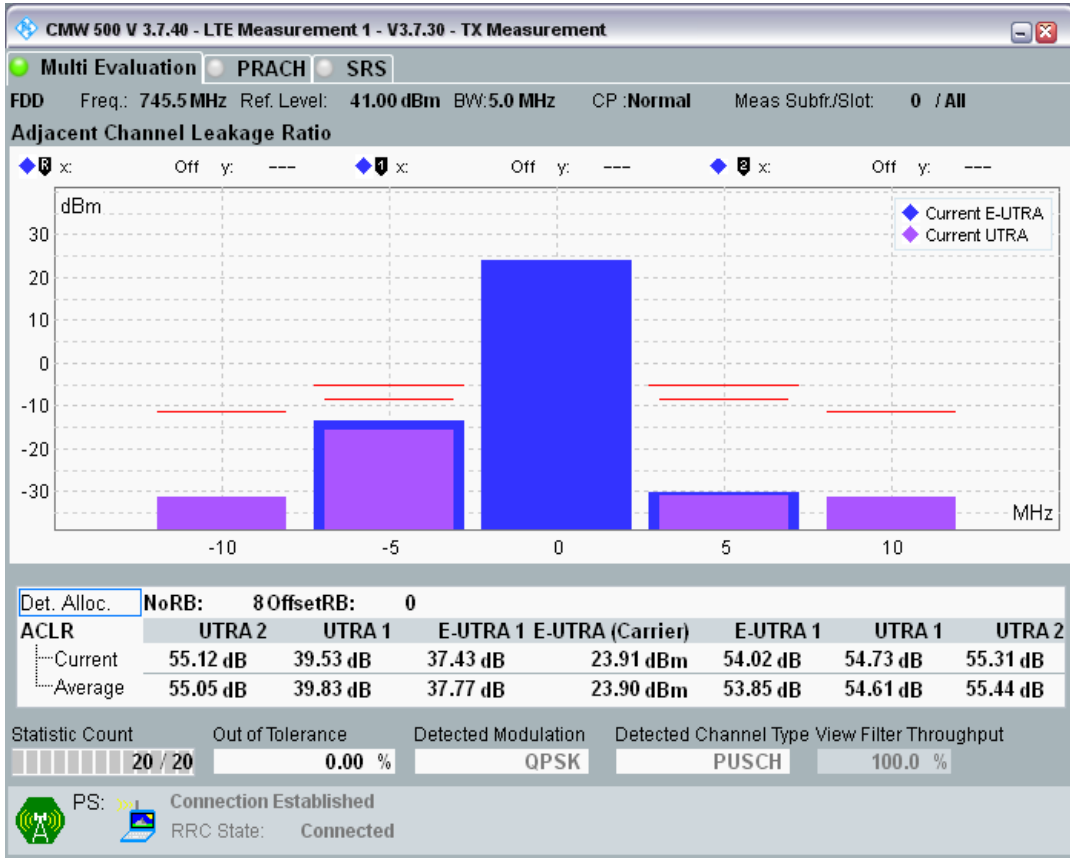 CMW 500 V 3.7.40 - LTE Measurement 1 - V3.7.30 - TX Measurement
Multi Evaluation PRACH SRS
FDD Freq.: 745.5 MHz Ref. Level: 41.00 dBm BW: 5.0 MHz CP : Normal Meas Subfr./Slot: 0 / All
Adjacent Channel Leakage Ratio
R x: Off y: --- 1 x: Off y: --- 2 x: Off y: ---
dBm
Current E-UTRA
Current UTRA
30
20
10
0
-10
-20
-30
MHz
-10 -5 0 5 10
Det. Alloc. NoRB: 8 OffsetRB: 0
ACLR UTRA 2 UTRA 1 E-UTRA 1 E-UTRA (Carrier) E-UTRA 1 UTRA 1 UTRA 2
Current 55.12 dB 39.53 dB 37.43 dB 23.91 dBm 54.02 dB 54.73 dB 55.31 dB
Average 55.05 dB 39.83 dB 37.77 dB 23.90 dBm 53.85 dB 54.61 dB 55.44 dB
Statistic Count Out of Tolerance Detected Modulation Detected Channel Type View Filter Throughput
20 / 20 0.00 % QPSK PUSCH 100.0 %
PS: Connection Established
RRC State: Connected